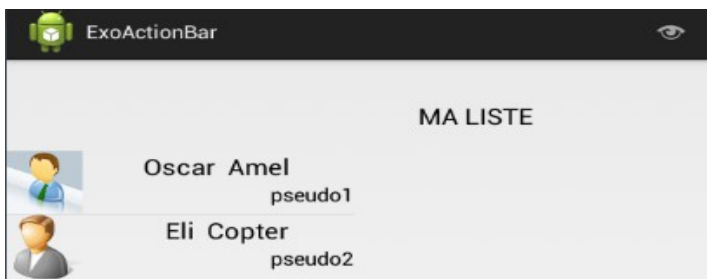 ExoActionBar
MA LISTE
Oscar Amel
pseudo1
Eli Copter
pseudo2